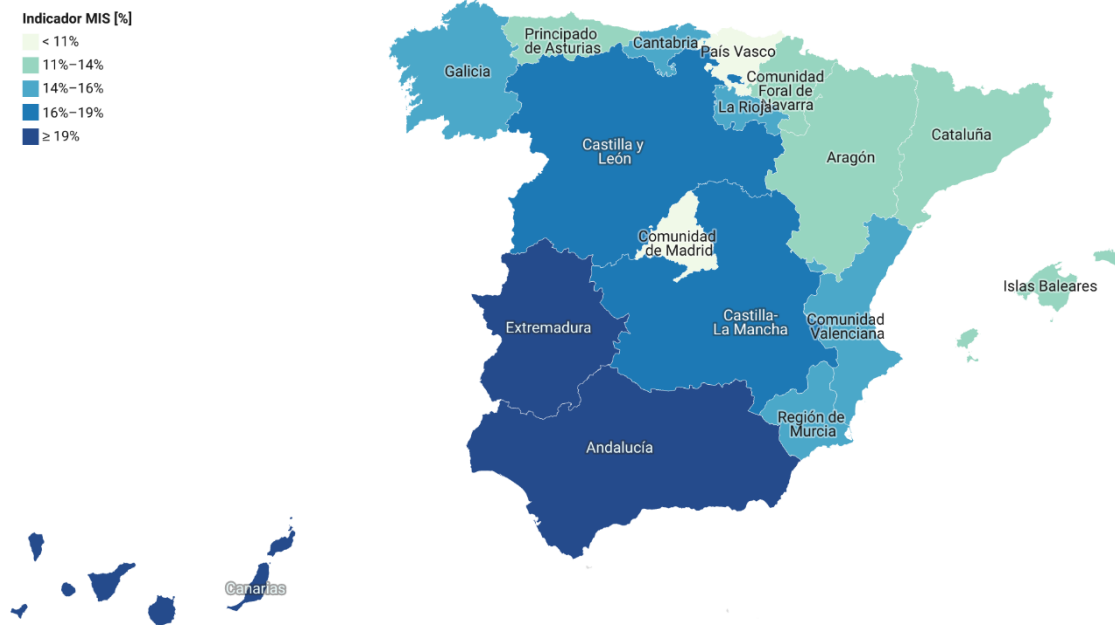 Indicador MIS [%]
< 11%
11%–14%
14%–16%
16%–19%
≥ 19%
Principado
de Asturias
Cantabria
País Vasco
Galicia
Comunidad
Foral de
Navarra
La Rioja
Cataluña
Castilla y
León
Aragón
Comunidad
de Madrid
Islas Baleares
Castilla-
La Mancha
Comunidad
Valenciana
Extremadura
Región de
Murcia
Andalucía
Canarias